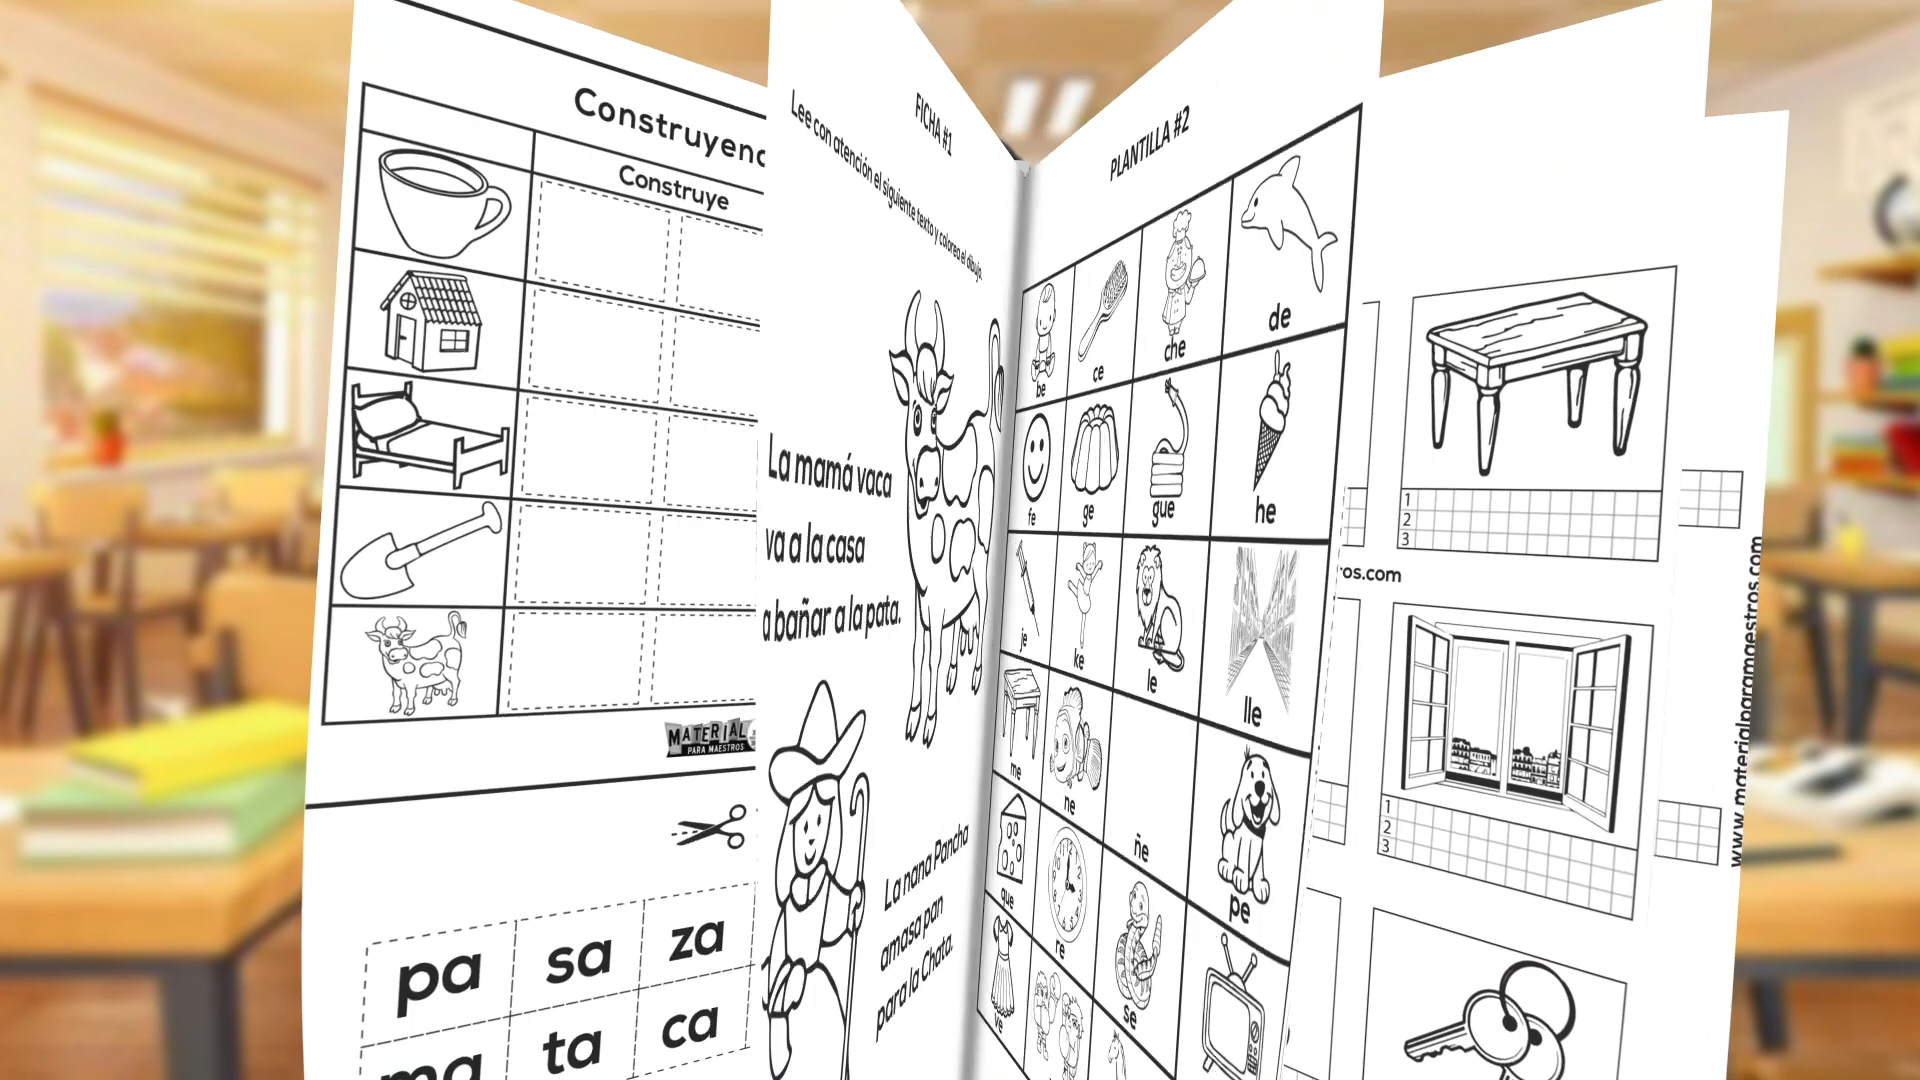 Construyend
Construye
MATERIAL
PARA MAESTROS
pa sa za
ma ta ca
FICHA #1
Lee con atención el siguiente texto y colorea el dibujo.
La mamá vaca
va a la casa
a bañar a la pata.
La nana Pancha
amasa pan
para la Chata.
PLANTILLA #2
be ce che de
fe ge gue he
je ke le lle
me ne ñe pe
que re se
ve
1
2
3
ros.com
1
2
3
www.materialparamaestros.com